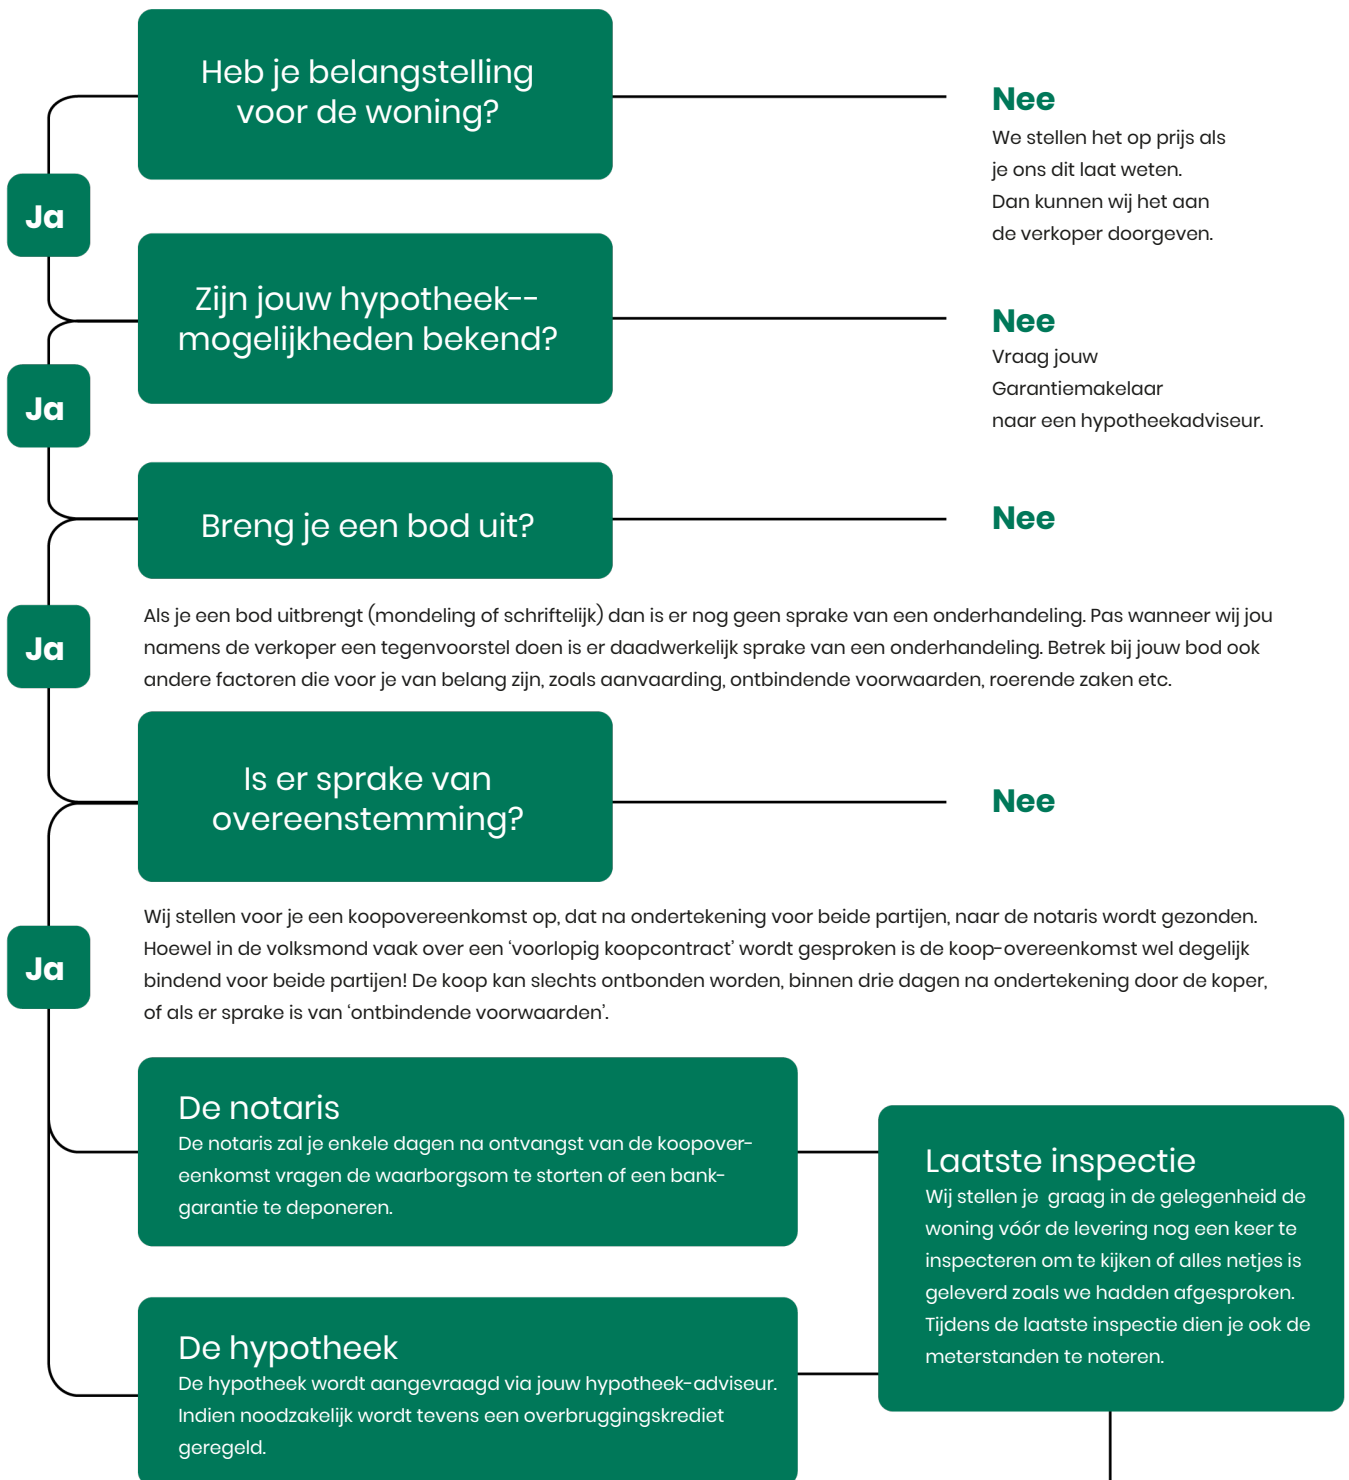 Heb je belangstelling
voor de woning?
Nee
We stellen het op prijs als
je ons dit laat weten.
Dan kunnen wij het aan
de verkoper doorgeven.
Ja
Zijn jouw hypotheek--
mogelijkheden bekend?
Nee
Vraag jouw
Garantiemakelaar
naar een hypotheekadviseur.
Ja
Breng je een bod uit?
Nee
Ja
Als je een bod uitbrengt (mondeling of schriftelijk) dan is er nog geen sprake van een onderhandeling. Pas wanneer wij jou
namens de verkoper een tegenvoorstel doen is er daadwerkelijk sprake van een onderhandeling. Betrek bij jouw bod ook
andere factoren die voor je van belang zijn, zoals aanvaarding, ontbindende voorwaarden, roerende zaken etc.
Is er sprake van
overeenstemming?
Nee
Ja
Wij stellen voor je een koopovereenkomst op, dat na ondertekening voor beide partijen, naar de notaris wordt gezonden.
Hoewel in de volksmond vaak over een ‘voorlopig koopcontract’ wordt gesproken is de koop-overeenkomst wel degelijk
bindend voor beide partijen! De koop kan slechts ontbonden worden, binnen drie dagen na ondertekening door de koper,
of als er sprake is van ‘ontbindende voorwaarden’.
De notaris
De notaris zal je enkele dagen na ontvangst van de koopover-
eenkomst vragen de waarborgsom te storten of een bank-
garantie te deponeren.
Laatste inspectie
Wij stellen je  graag in de gelegenheid de
woning vóór de levering nog een keer te
inspecteren om te kijken of alles netjes is
geleverd zoals we hadden afgesproken.
Tijdens de laatste inspectie dien je ook de
meterstanden te noteren.
De hypotheek
De hypotheek wordt aangevraagd via jouw hypotheek-adviseur.
Indien noodzakelijk wordt tevens een overbruggingskrediet
geregeld.